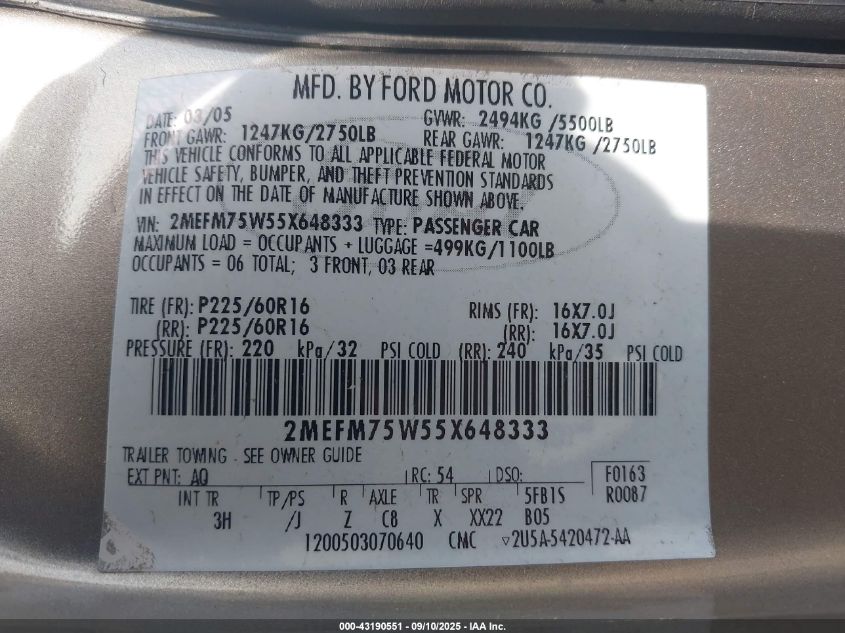 MFD. BY FORD MOTOR CO.
DATE: 03/05 GVWR: 2494KG /5500LB
FRONT GAWR: 1247KG/2750LB REAR GAWR: 1247KG /2750LB
THIS VEHICLE CONFORMS TO ALL APPLICABLE FEDERAL MOTOR
VEHICLE SAFETY, BUMPER, AND THEFT PREVENTION STANDARDS
IN EFFECT ON THE DATE OF MANUFACTURE SHOWN ABOVE.
VIN: 2MEFM75W55X648333 TYPE: PASSENGER CAR
MAXIMUM LOAD = OCCUPANTS + LUGGAGE =499KG/1100LB
OCCUPANTS = 06 TOTAL; 3 FRONT, 03 REAR
TIRE (FR): P225/60R16 RIMS (FR): 16X7.0J
(RR): P225/60R16 (RR): 16X7.0J
PRESSURE (FR): 220 kPa/32 PSI COLD (RR): 240 kPa/35 PSI COLD
2MEFM75W55X648333
TRAILER TOWING - SEE OWNER GUIDE
EXT PNT: AQ RC: 54 DSO: F0163
INT TR TP/PS R AXLE TR SPR 5FB1S R0087
3H /J Z C8 X XX22 B05
1200503070640 CMC ▽2U5A-5420472-AA
000-43190551 - 09/10/2025 - IAA Inc.